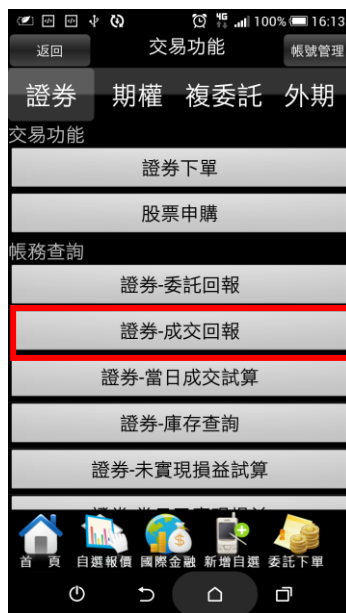 4G 100% 16:13
返回 交易功能 帳號管理
證券 期權 複委託 外期
交易功能
證券下單
股票申購
帳務查詢
證券-委託回報
證券-成交回報
證券-當日成交試算
證券-庫存查詢
證券-未實現損益試算
首 頁 自選報價 國際金融 新增自選 委託下單